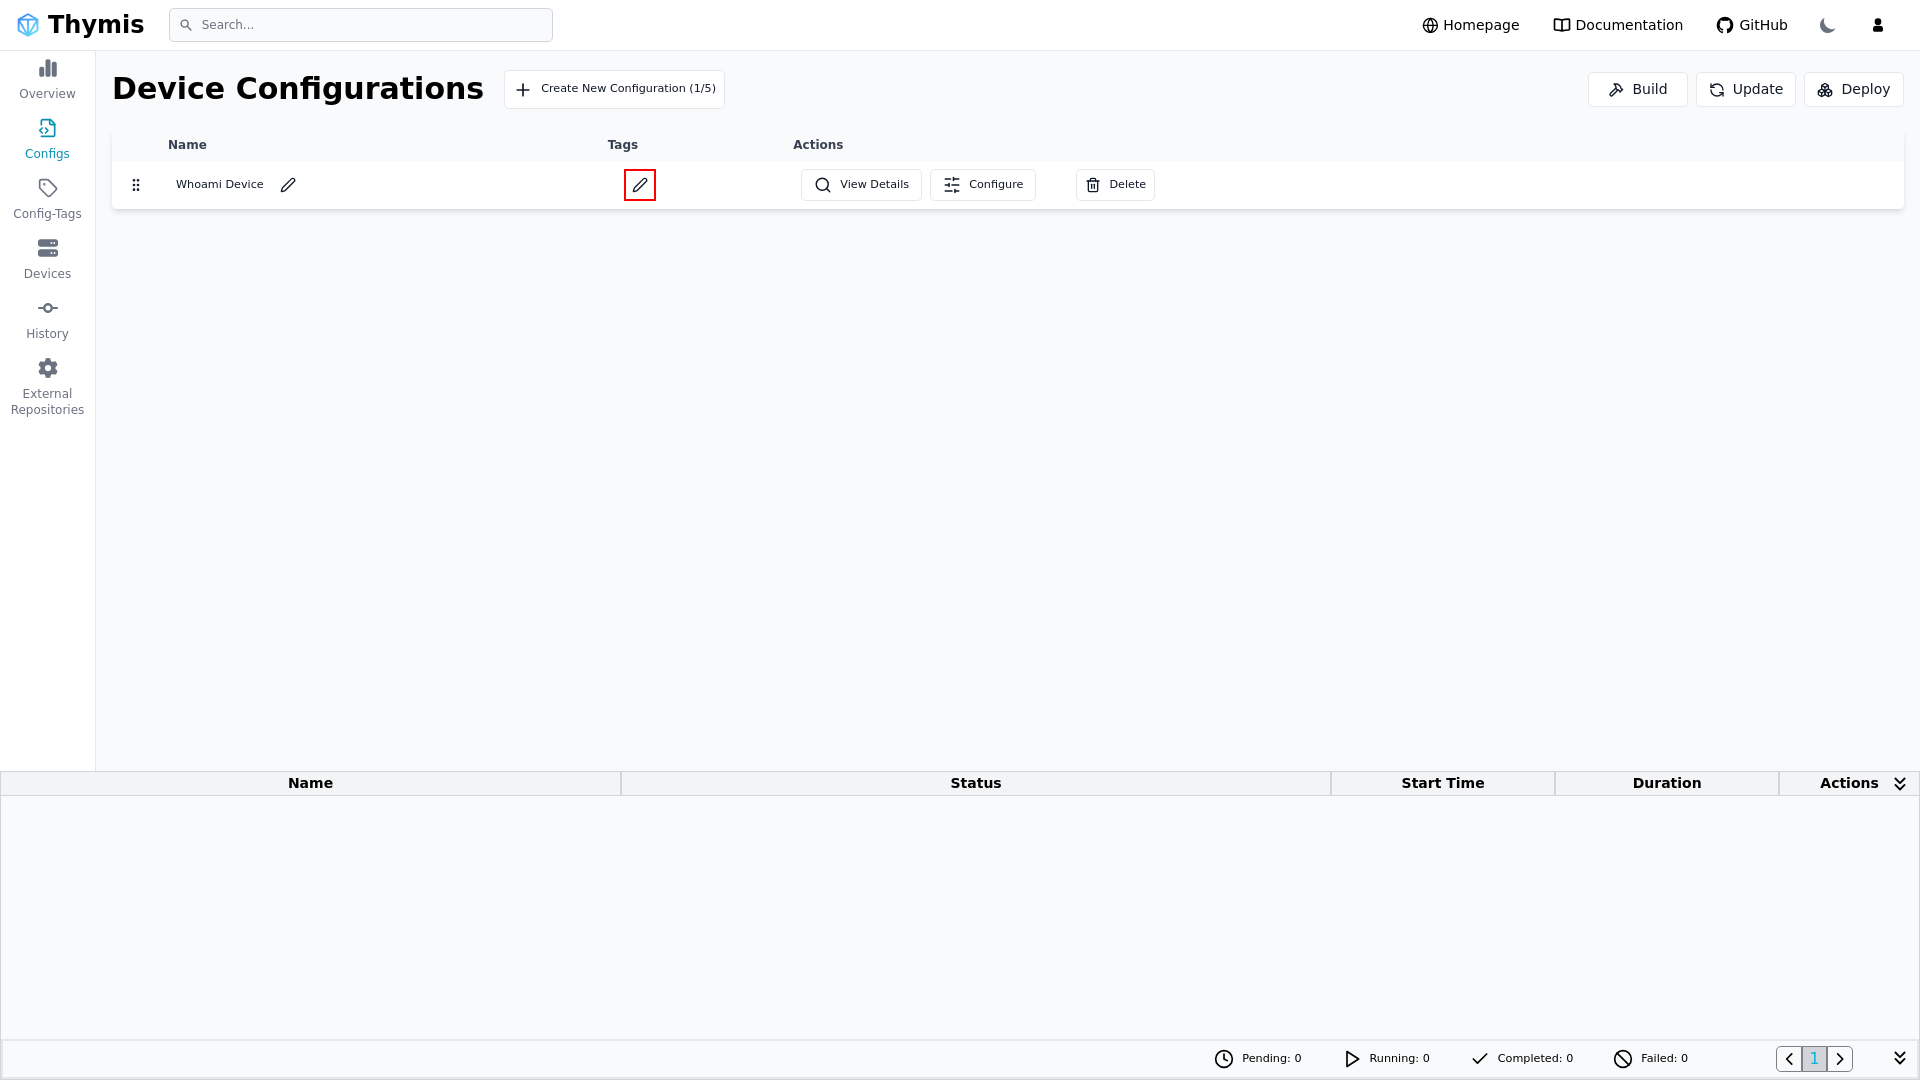 Thymis
Search...
Homepage
Documentation
GitHub
Overview
Configs
Config-Tags
Devices
History
External
Repositories
Device Configurations
Create New Configuration (1/5)
Build
Update
Deploy
Name Tags Actions
Whoami Device
View Details
Configure
Delete
Name Status Start Time Duration Actions
Pending: 0
Running: 0
Completed: 0
Failed: 0
1